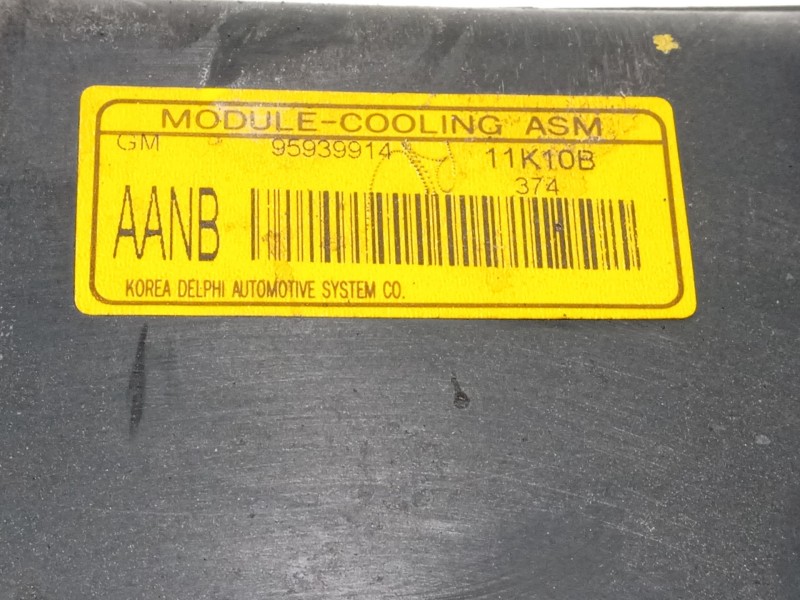 MODULE-COOLING ASM
GM 95939914 11K10B
374
AANB
KOREA DELPHI AUTOMOTIVE SYSTEM CO.